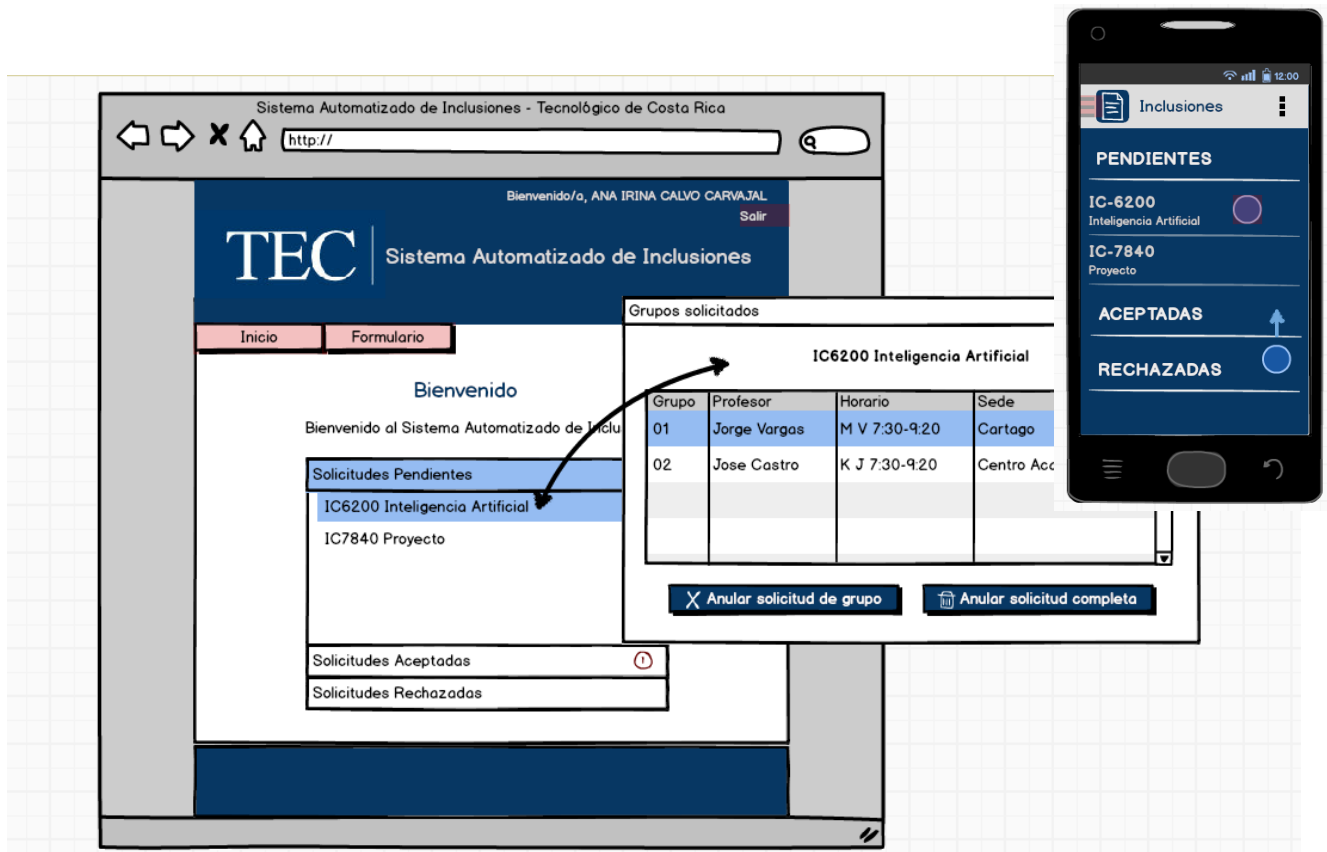 Sistema Automatizado de Inclusiones - Tecnológico de Costa Rica
http://
Bienvenido/a, ANA IRINA CALVO CARVAJAL
Salir
TEC
Sistema Automatizado de Inclusiones
Inicio Formulario
Bienvenido
Bienvenido al Sistema Automatizado de
Solicitudes Pendientes
IC6200 Inteligencia Artificial
IC7840 Proyecto
Solicitudes Aceptadas
Solicitudes Rechazadas
Grupos solicitados
IC6200 Inteligencia Artificial
Grupo Profesor Horario Sede
01 Jorge Vargas M V 7:30-9:20 Cartago
02 Jose Castro K J 7:30-9:20 Centro
X Anular solicitud de grupo
Anular solicitud completa
12:00
Inclusiones
PENDIENTES
IC-6200
Inteligencia Artificial
IC-7840
Proyecto
ACEPTADAS
RECHAZADAS